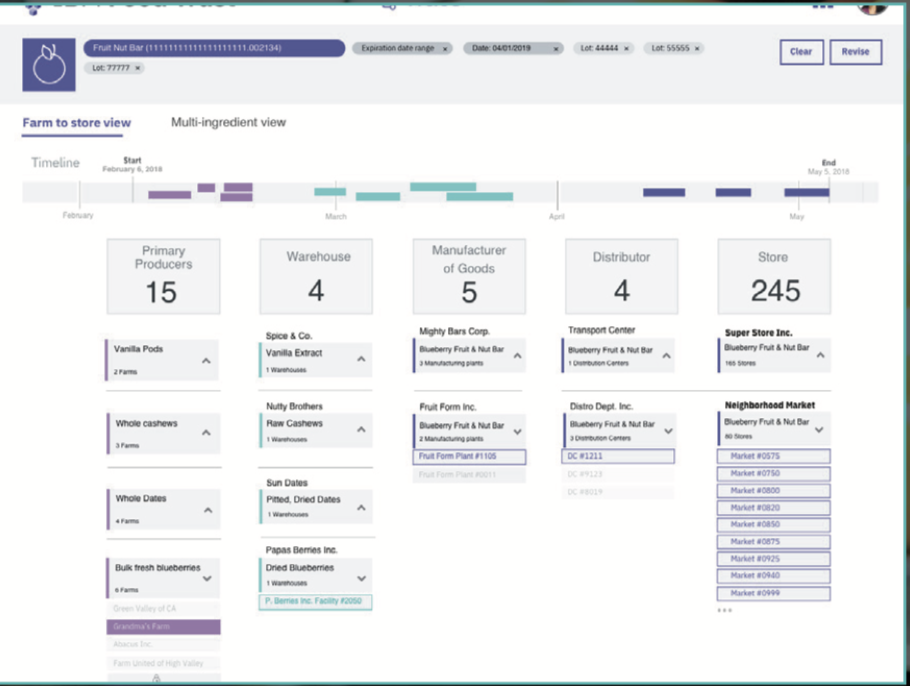 Fruit Nut Bar (11111111111111111111.002134)
Expiration date range ×
Date: 04/01/2019 ×
Lot: 44444 ×
Lot: 55555 ×
Clear
Revise
Lot: 77777 ×
Farm to store view
Multi-ingredient view
Timeline
Start
February 6, 2018
End
May 5, 2018
February
March
April
May
Primary
Producers
15
Warehouse
4
Manufacturer
of Goods
5
Distributor
4
Store
245
Vanilla Pods
2 Farms
Whole cashews
3 Farms
Whole Dates
4 Farms
Bulk fresh blueberries
6 Farms
Green Valley of CA
Grandma's Farm
Abacus Inc.
Farm United of High Valley
Spice & Co.
Vanilla Extract
1 Warehouses
Nutty Brothers
Raw Cashews
1 Warehouses
Sun Dates
Pitted, Dried Dates
1 Warehouses
Papas Berries Inc.
Dried Blueberries
1 Warehouses
P. Berries Inc. Facility #2050
Mighty Bars Corp.
Blueberry Fruit & Nut Bar
3 Manufacturing plants
Fruit Form Inc.
Blueberry Fruit & Nut Bar
2 Manufacturing plants
Fruit Form Plant #1105
Fruit Form Plant #0011
Transport Center
Blueberry Fruit & Nut Bar
1 Distribution Centers
Distro Dept. Inc.
Blueberry Fruit & Nut Bar
3 Distribution Centers
DC #1211
DC #9123
DC #8019
Super Store Inc.
Blueberry Fruit & Nut Bar
165 Stores
Neighborhood Market
Blueberry Fruit & Nut Bar
80 Stores
Market #0575
Market #0750
Market #0800
Market #0820
Market #0850
Market #0875
Market #0925
Market #0940
Market #0999